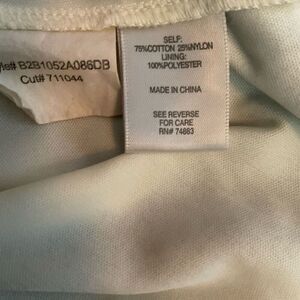 yle# B2B1052A086DB
Cut# 711044
SELF:
75%COTTON 25%NYLON
LINING:
100%POLYESTER
MADE IN CHINA
SEE REVERSE
FOR CARE
RN# 74883